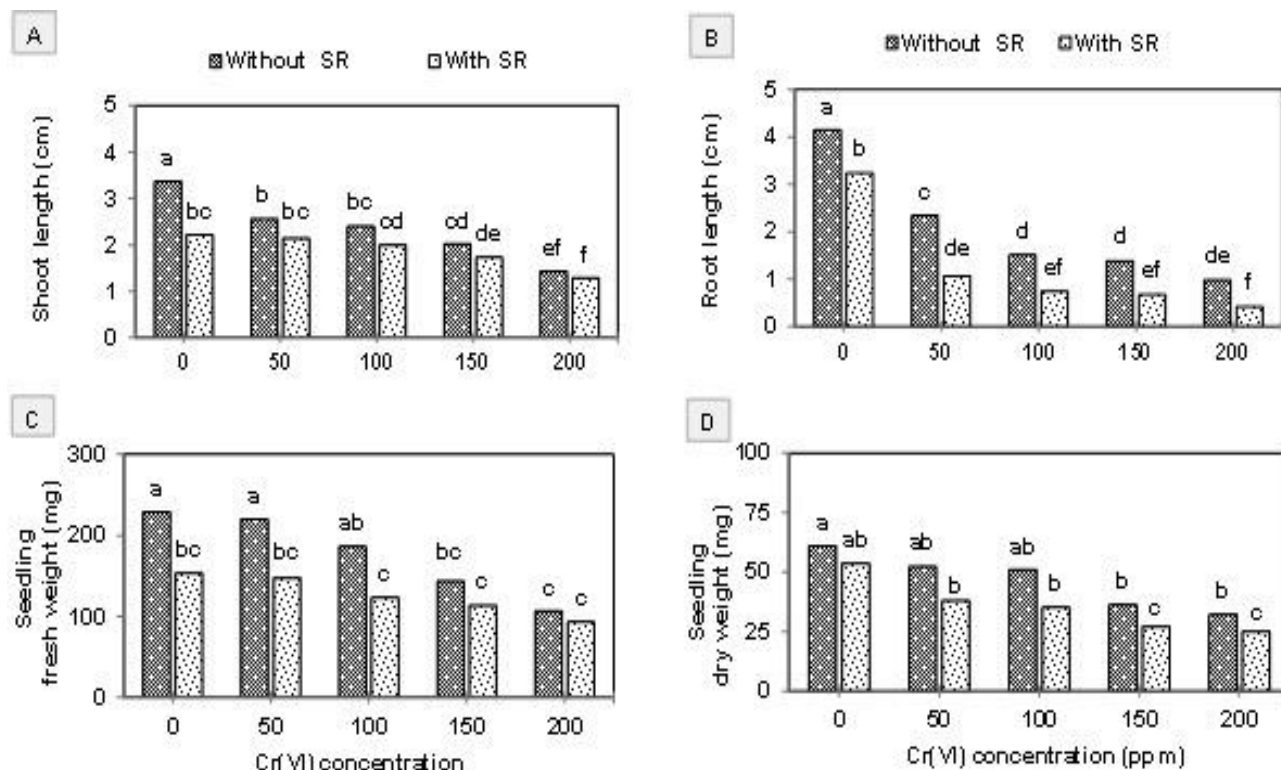 A
Without SR With SR
Shoot length (cm)
5
4
3
2
1
0
a
bc
b
bc
bc
cd
cd
de
ef
f
0 50 100 150 200
B
Without SR With SR
Root length (cm)
5
4
3
2
1
0
a
b
c
de
d
ef
d
ef
de
f
0 50 100 150 200
C
Seedling
fresh weight (mg)
300
200
100
0
a
bc
a
bc
ab
c
bc
c
c
c
0 50 100 150 200
Cr(VI) concentration
D
Seedling
dry weight (mg)
100
75
50
25
0
a
ab
ab
b
ab
b
b
c
b
c
0 50 100 150 200
Cr(VI) concentration (ppm)